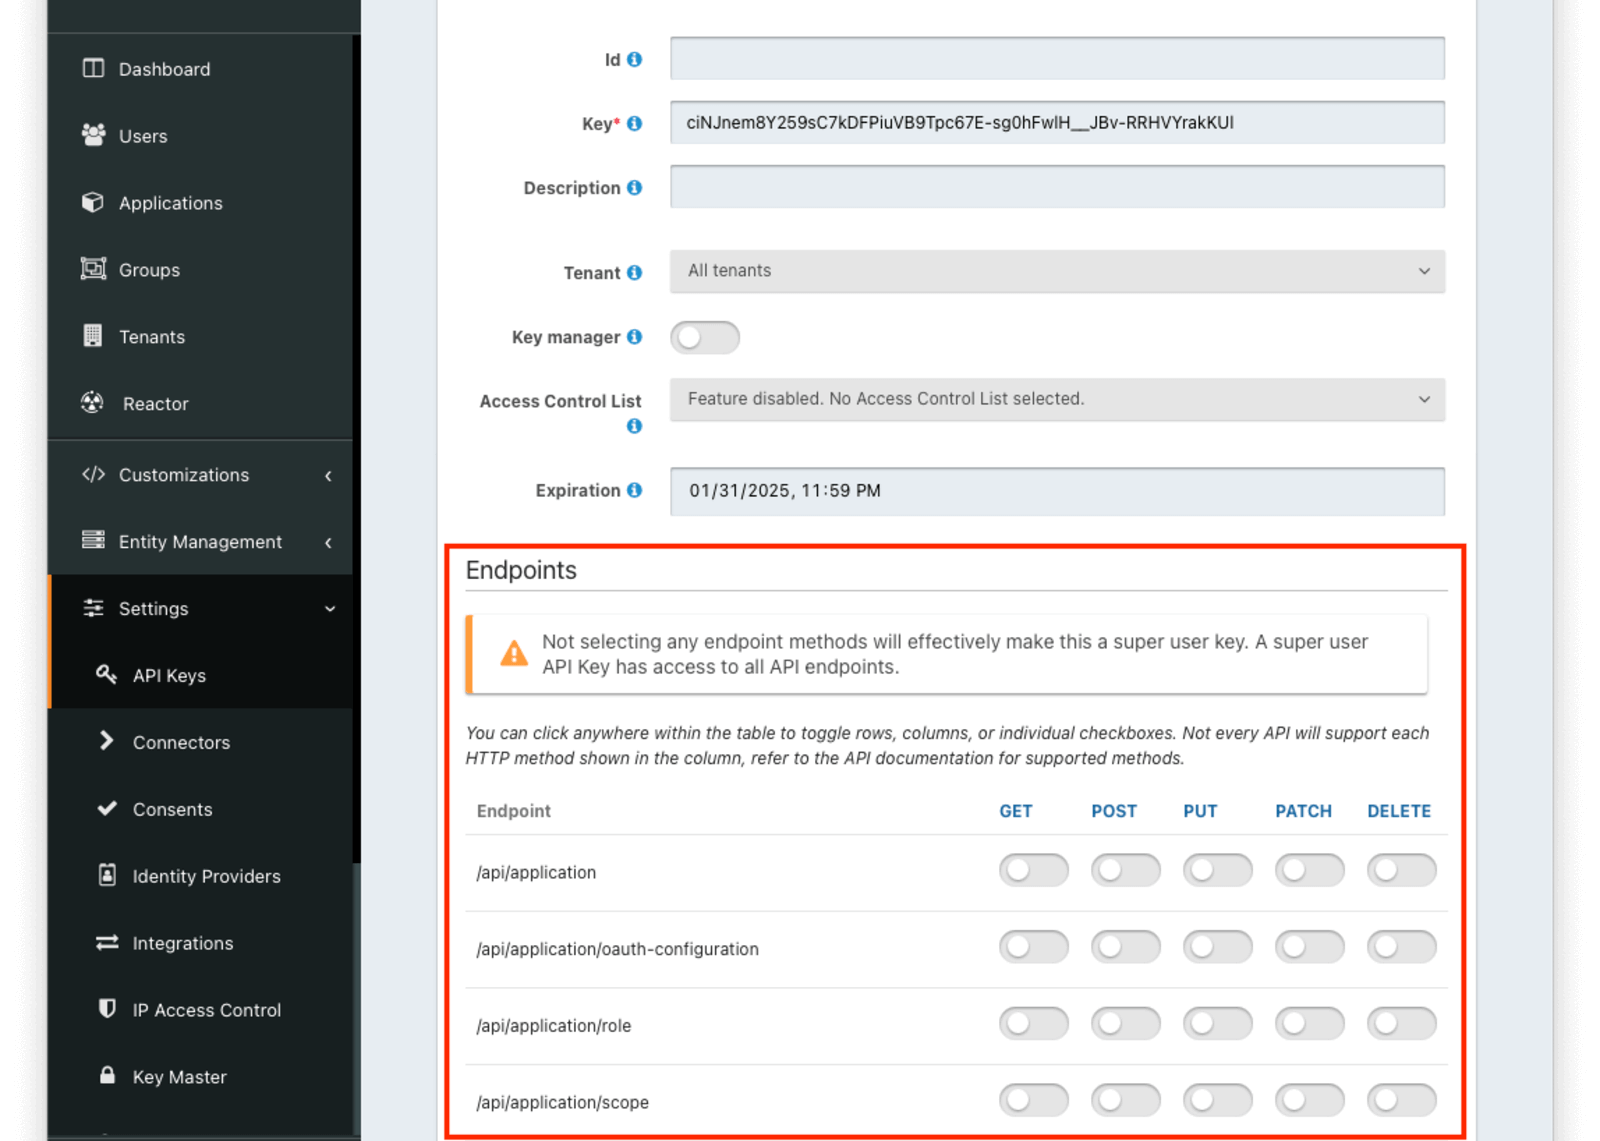 Dashboard
Users
Applications
Groups
Tenants
Reactor
Customizations
Entity Management
Settings
API Keys
Connectors
Consents
Identity Providers
Integrations
IP Access Control
Key Master
Id
Key* ciNJnem8Y259sC7kDFPiuVB9Tpc67E-sg0hFwlH__JBv-RRHVYrakKUI
Description
Tenant All tenants
Key manager
Access Control List Feature disabled. No Access Control List selected.
Expiration 01/31/2025, 11:59 PM
Endpoints
Not selecting any endpoint methods will effectively make this a super user key. A super user
API Key has access to all API endpoints.
You can click anywhere within the table to toggle rows, columns, or individual checkboxes. Not every API will support each
HTTP method shown in the column, refer to the API documentation for supported methods.
Endpoint GET POST PUT PATCH DELETE
/api/application
/api/application/oauth-configuration
/api/application/role
/api/application/scope